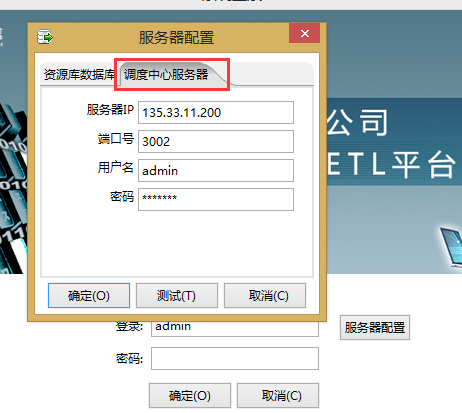 服务器配置
资源库数据库 调度中心服务器
服务器IP 135.33.11.200
端口号 3002
用户名 admin
密码 *******
确定(O) 测试(T) 取消(C)
公司
ETL平台
登录: admin 服务器配置
密码:
确定(O) 取消(C)